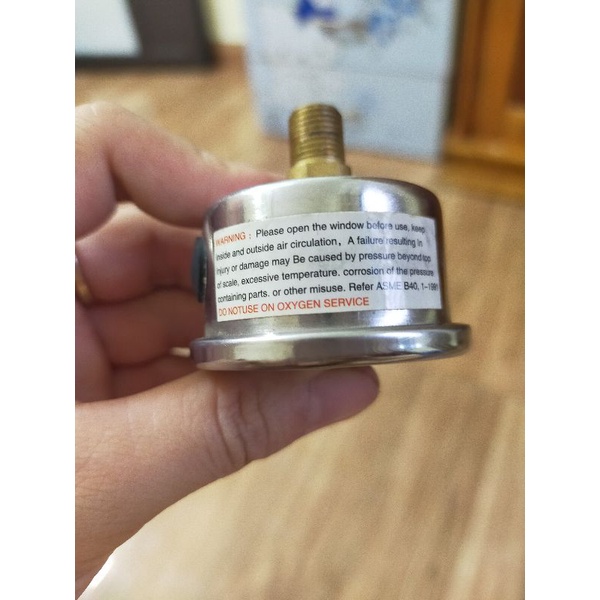 WARNING : Please open the window before use, keep
inside and outside air circulation, A failure resulting in
injury or damage may Be caused by pressure beyond top
of scale, excessive temperature. corrosion of the pressure
containing parts. or other misuse. Refer ASME B40, 1-1991
DO NOTUSE ON OXYGEN SERVICE